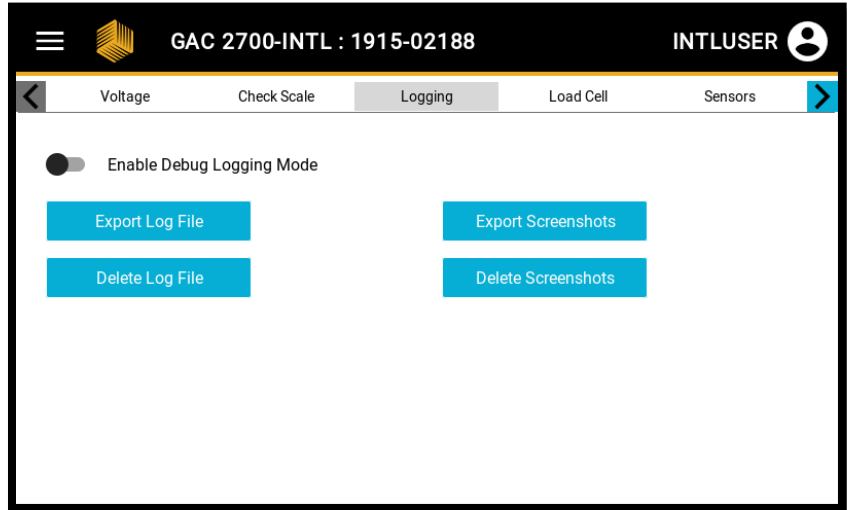 GAC 2700-INTL : 1915-02188 INTLUSER
Voltage Check Scale Logging Load Cell Sensors
Enable Debug Logging Mode
Export Log File Export Screenshots
Delete Log File Delete Screenshots